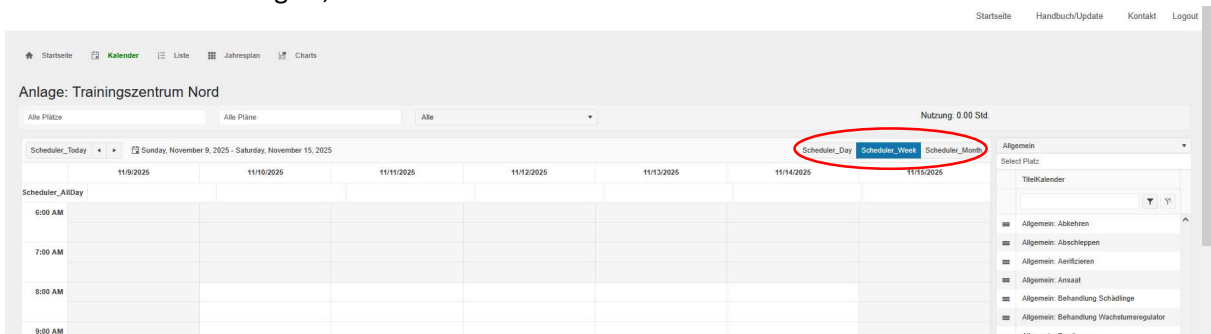 Startseite Handbuch/Update Kontakt Logout
Startseite Kalender Liste Jahresplan Charts
Anlage: Trainingszentrum Nord
Alle Plätze Alle Pläne Alle Nutzung: 0.00 Std.
Scheduler_Today Sunday, November 9, 2025 - Saturday, November 15, 2025 Scheduler_Day Scheduler_Week Scheduler_Month Allgemein
Select Platz
11/9/2025 11/10/2025 11/11/2025 11/12/2025 11/13/2025 11/14/2025 11/15/2025
TitelKalender
Scheduler_AllDay
6:00 AM
Allgemein: Abkehren
Allgemein: Abschleppen
7:00 AM
Allgemein: Aerifizieren
Allgemein: Ansaat
8:00 AM
Allgemein: Behandlung Schädlinge
Allgemein: Behandlung Wachstumsregulator
9:00 AM